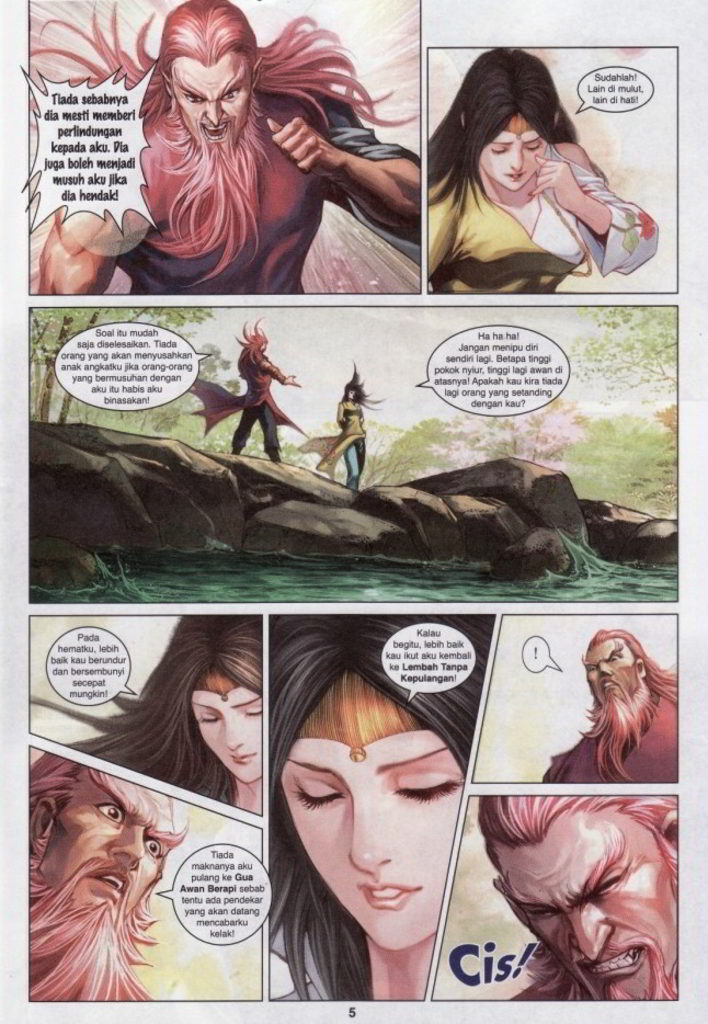 Tiada sebabnya
dia mesti memberi
perlindungan
kepada aku. Dia
juga boleh menjadi
musuh aku jika
dia hendak!
Sudahlah!
Lain di mulut,
lain di hati!
Soal itu mudah
saja diselesaikan. Tiada
orang yang akan menyusahkan
anak angkatku jika orang-orang
yang bermusuhan dengan
aku itu habis aku
binasakan!
Ha ha ha!
Jangan menipu diri
sendiri lagi. Betapa tinggi
pokok nyiur, tinggi lagi awan di
atasnya! Apakah kau kira tiada
lagi orang yang setanding
dengan kau?
Pada
hematku, lebih
baik kau berundur
dan bersembunyi
secepat
mungkin!
Tiada
maknanya aku
pulang ke Gua
Awan Berapi sebab
tentu ada pendekar
yang akan datang
mencabarku
kelak!
Kalau
begitu, lebih baik
kau ikut aku kembali
ke Lembah Tanpa
Kepulangan!
!
Cis!
5